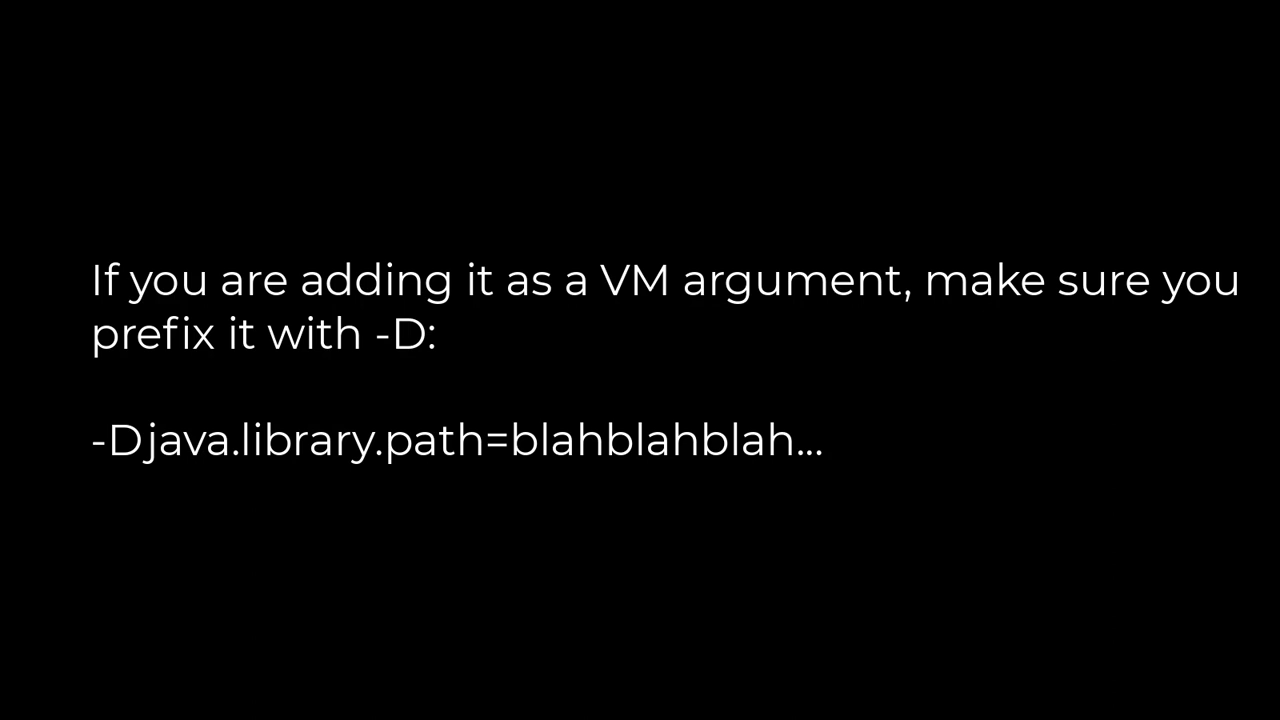 If you are adding it as a VM argument, make sure you
prefix it with -D:
-Djava.library.path=blahblahblah...